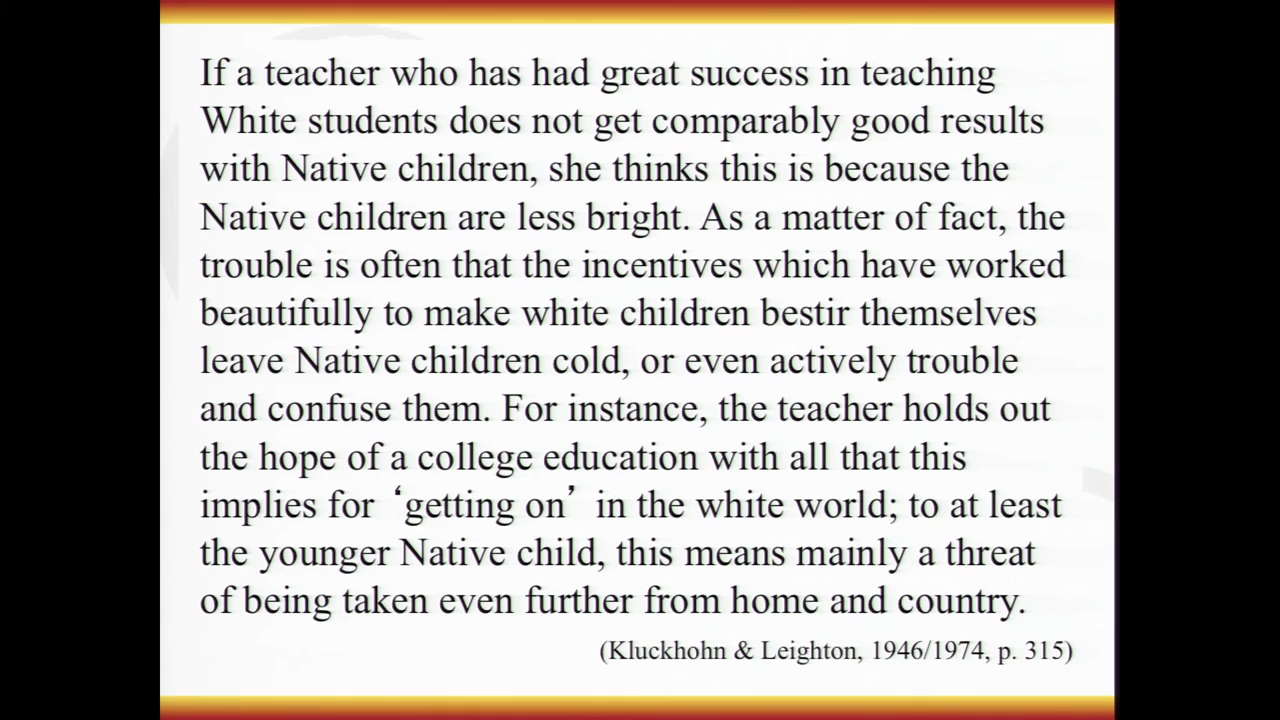 If a teacher who has had great success in teaching
White students does not get comparably good results
with Native children, she thinks this is because the
Native children are less bright. As a matter of fact, the
trouble is often that the incentives which have worked
beautifully to make white children bestir themselves
leave Native children cold, or even actively trouble
and confuse them. For instance, the teacher holds out
the hope of a college education with all that this
implies for ‘getting on’ in the white world; to at least
the younger Native child, this means mainly a threat
of being taken even further from home and country.
(Kluckhohn & Leighton, 1946/1974, p. 315)